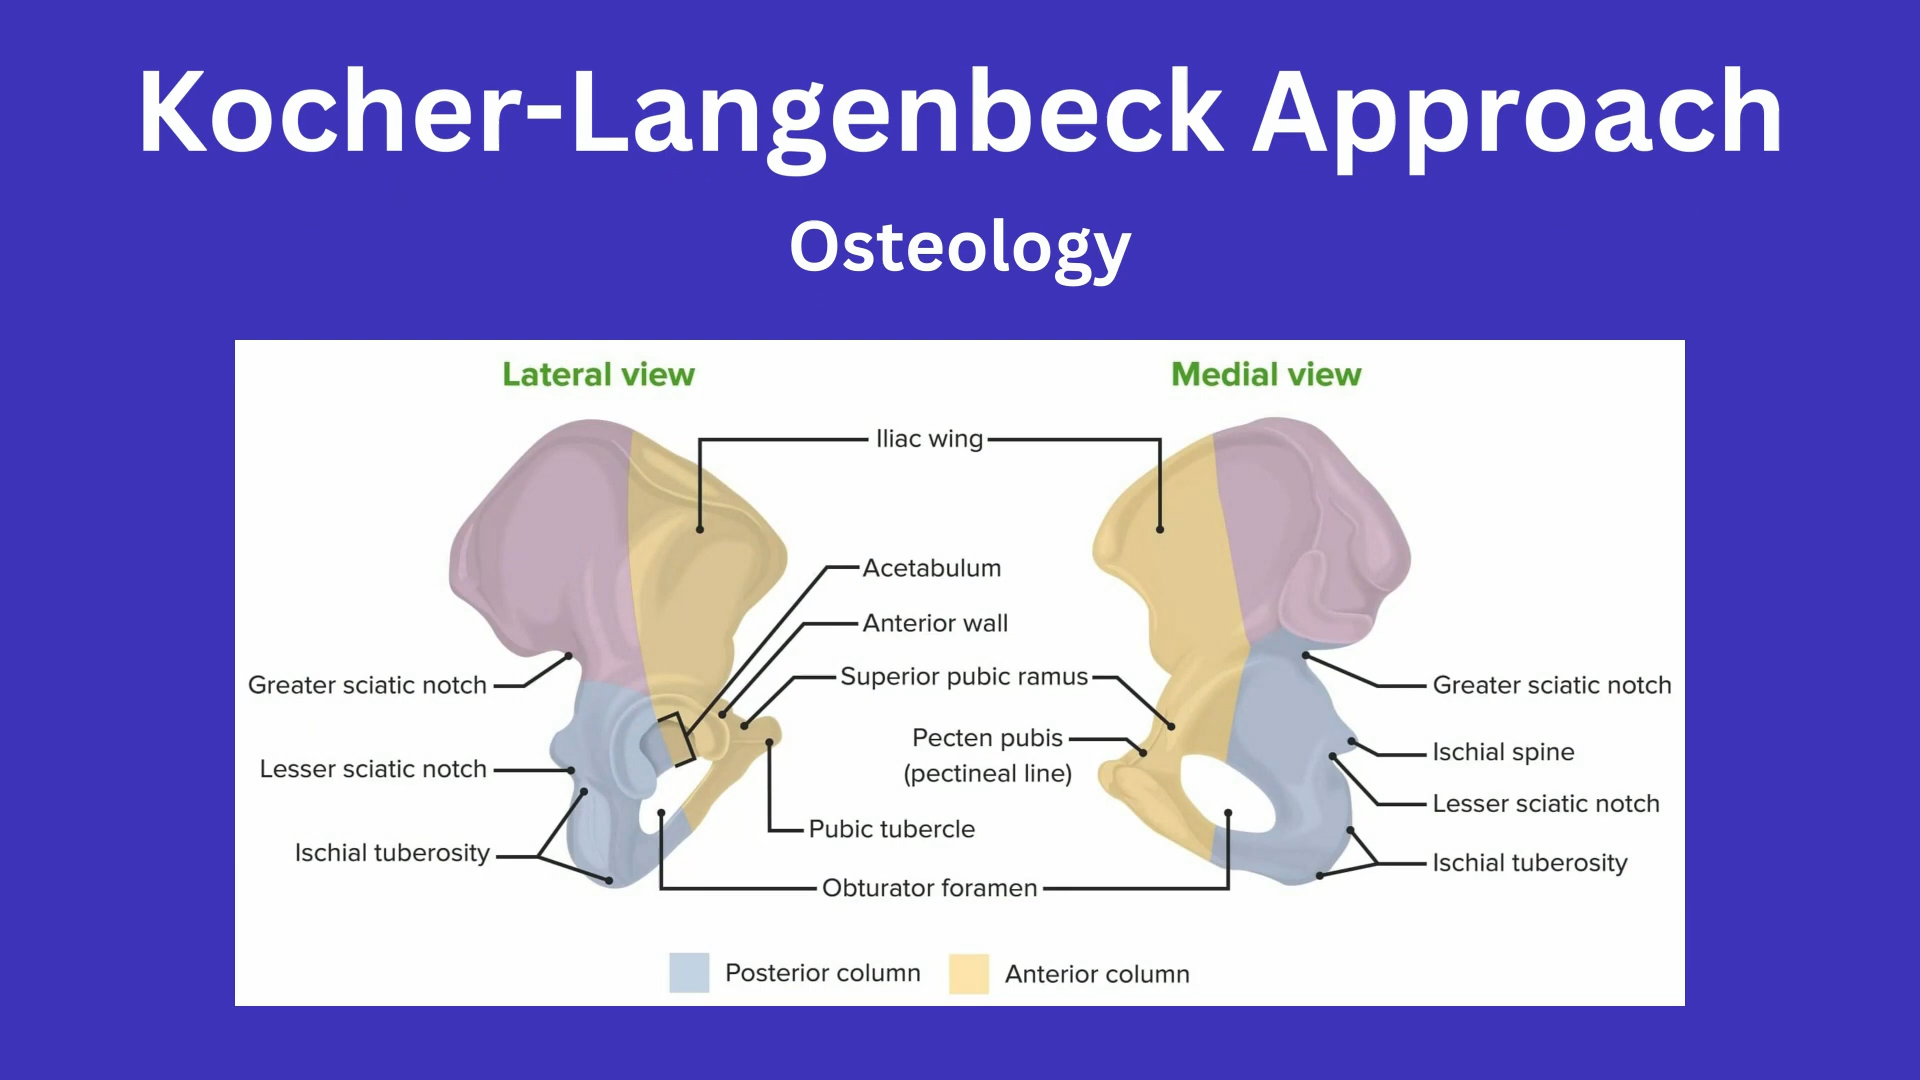 Kocher-Langenbeck Approach
Osteology
Lateral view
Medial view
Iliac wing
Acetabulum
Anterior wall
Superior pubic ramus
Greater sciatic notch
Greater sciatic notch
Pecten pubis
(pectineal line)
Ischial spine
Lesser sciatic notch
Lesser sciatic notch
Pubic tubercle
Ischial tuberosity
Ischial tuberosity
Obturator foramen
Posterior column
Anterior column